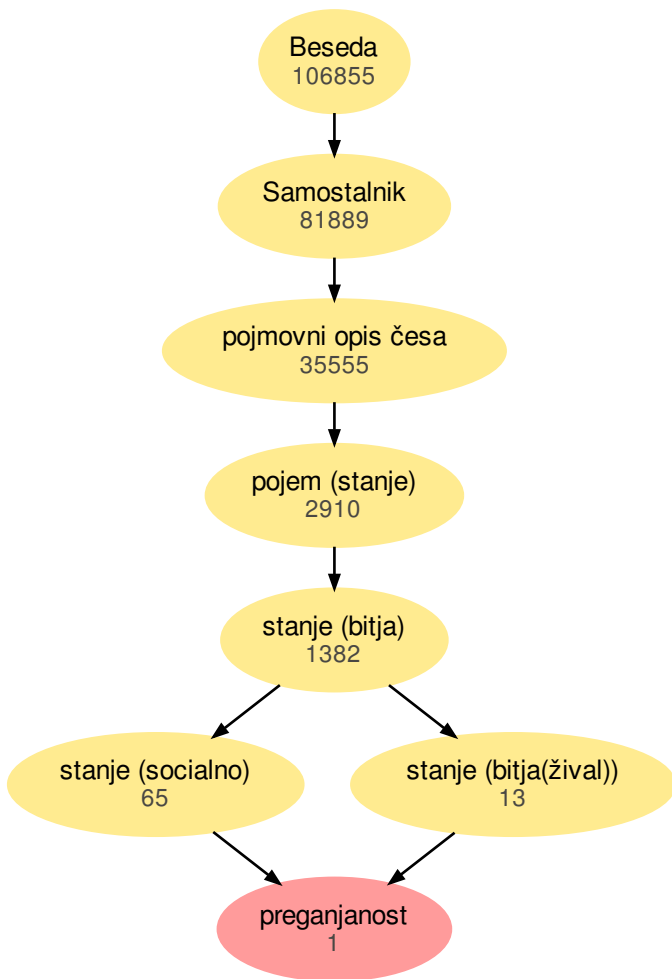 Beseda
106855
Samostalnik
81889
pojmovni opis česa
35555
pojem (stanje)
2910
stanje (bitja)
1382
stanje (socialno)
65
stanje (bitja(žival))
13
preganjanost
1